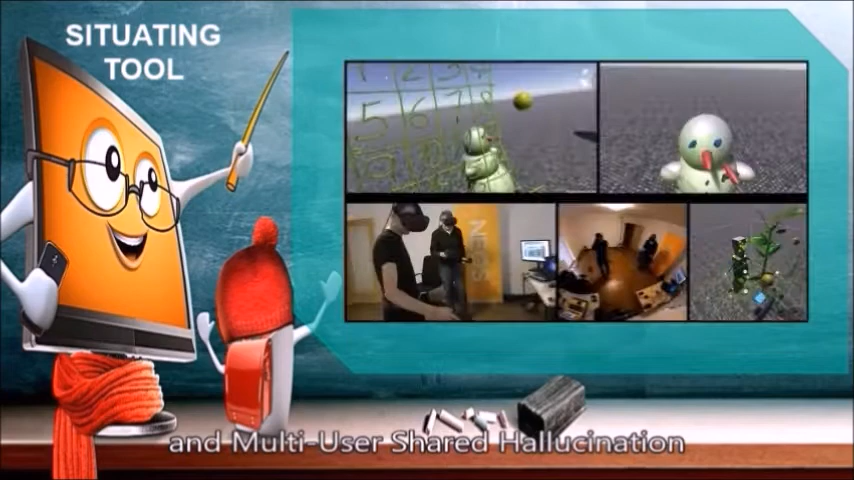 SITUATING
TOOL
1 2 3 4
5 6 7 8
and Multi-User Shared Hallucination